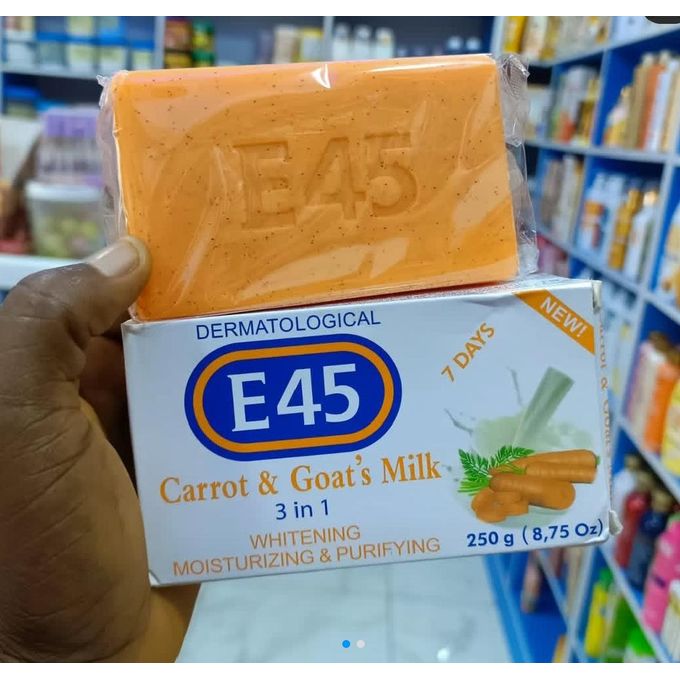 E45
DERMATOLOGICAL
E45
7 DAYS
NEW!
Carrot & Goat's Milk
3 in 1
WHITENING
MOISTURIZING & PURIFYING
250 g ( 8,75 Oz)